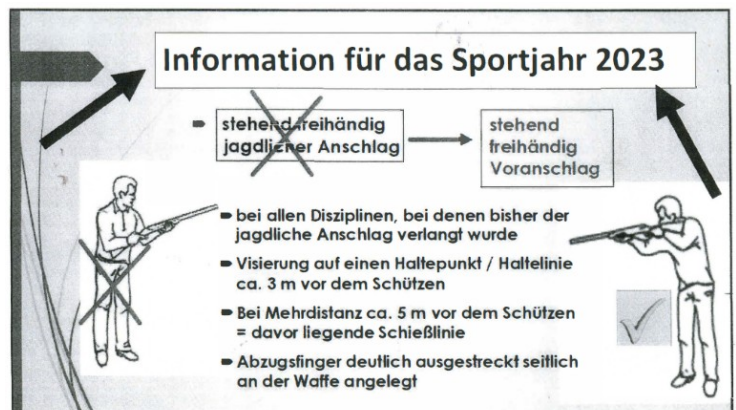 Information für das Sportjahr 2023
stehend freihändig
jagdlicher Anschlag
stehend
freihändig
Voranschlag
bei allen Disziplinen, bei denen bisher der
jagdliche Anschlag verlangt wurde
Visierung auf einen Haltepunkt / Haltelinie
ca. 3 m vor dem Schützen
Bei Mehrdistanz ca. 5 m vor dem Schützen
= davor liegende Schießlinie
Abzugsfinger deutlich ausgestreckt seitlich
an der Waffe angelegt